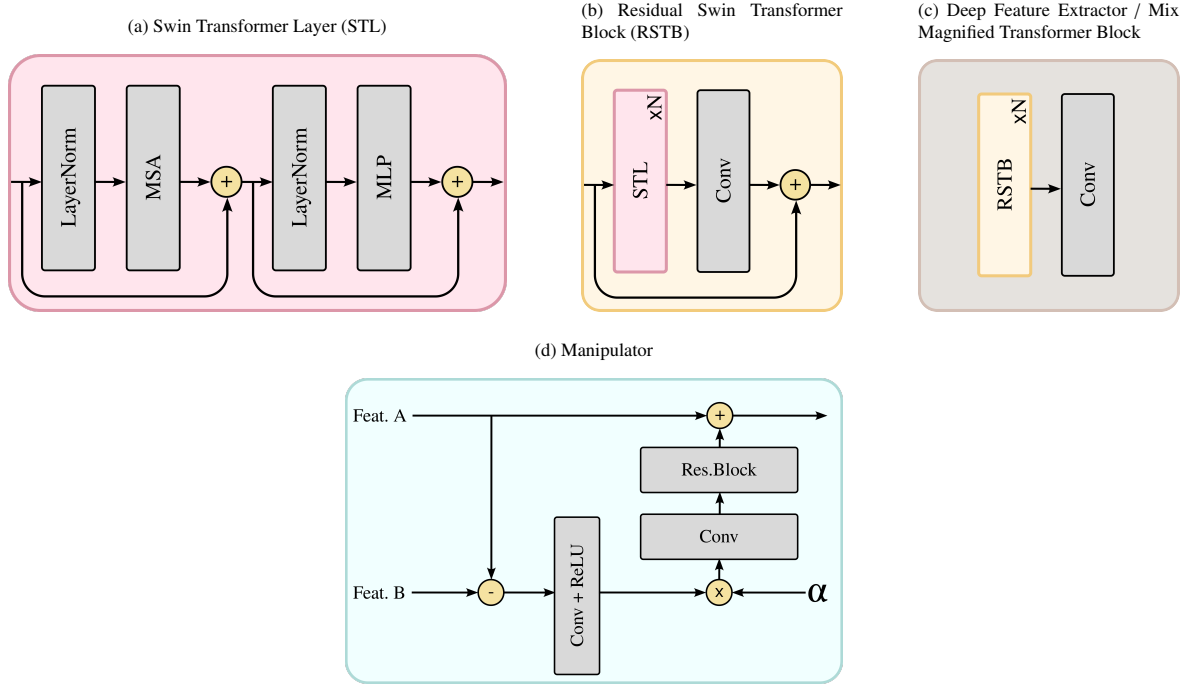 (a) Swin Transformer Layer (STL)
LayerNorm
MSA
+
LayerNorm
MLP
+
(b) Residual Swin Transformer
Block (RSTB)
STL
xN
Conv
+
(c) Deep Feature Extractor / Mix
Magnified Transformer Block
RSTB
xN
Conv
(d) Manipulator
Feat. A
+
Res.Block
Conv
Feat. B
-
Conv + ReLU
x
α